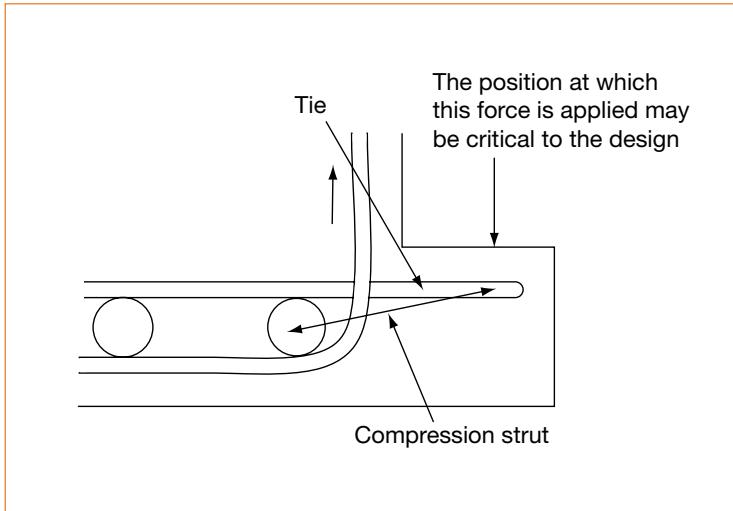 The position at which
this force is applied may
be critical to the design
Tie
Compression strut